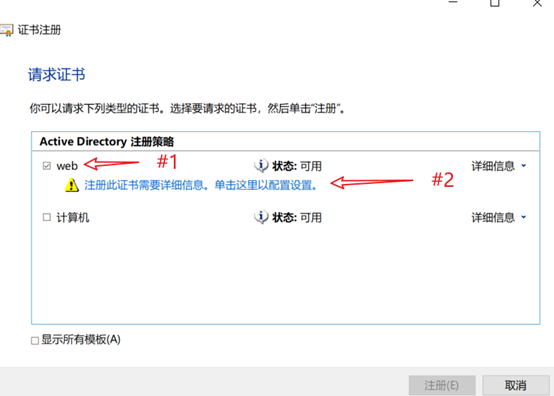 证书注册
请求证书
你可以请求下列类型的证书。选择要请求的证书，然后单击“注册”。
Active Directory 注册策略
web #1 状态: 可用 详细信息
注册此证书需要详细信息。单击这里以配置设置。 #2
计算机 状态: 可用 详细信息
显示所有模板(A)
注册(E) 取消